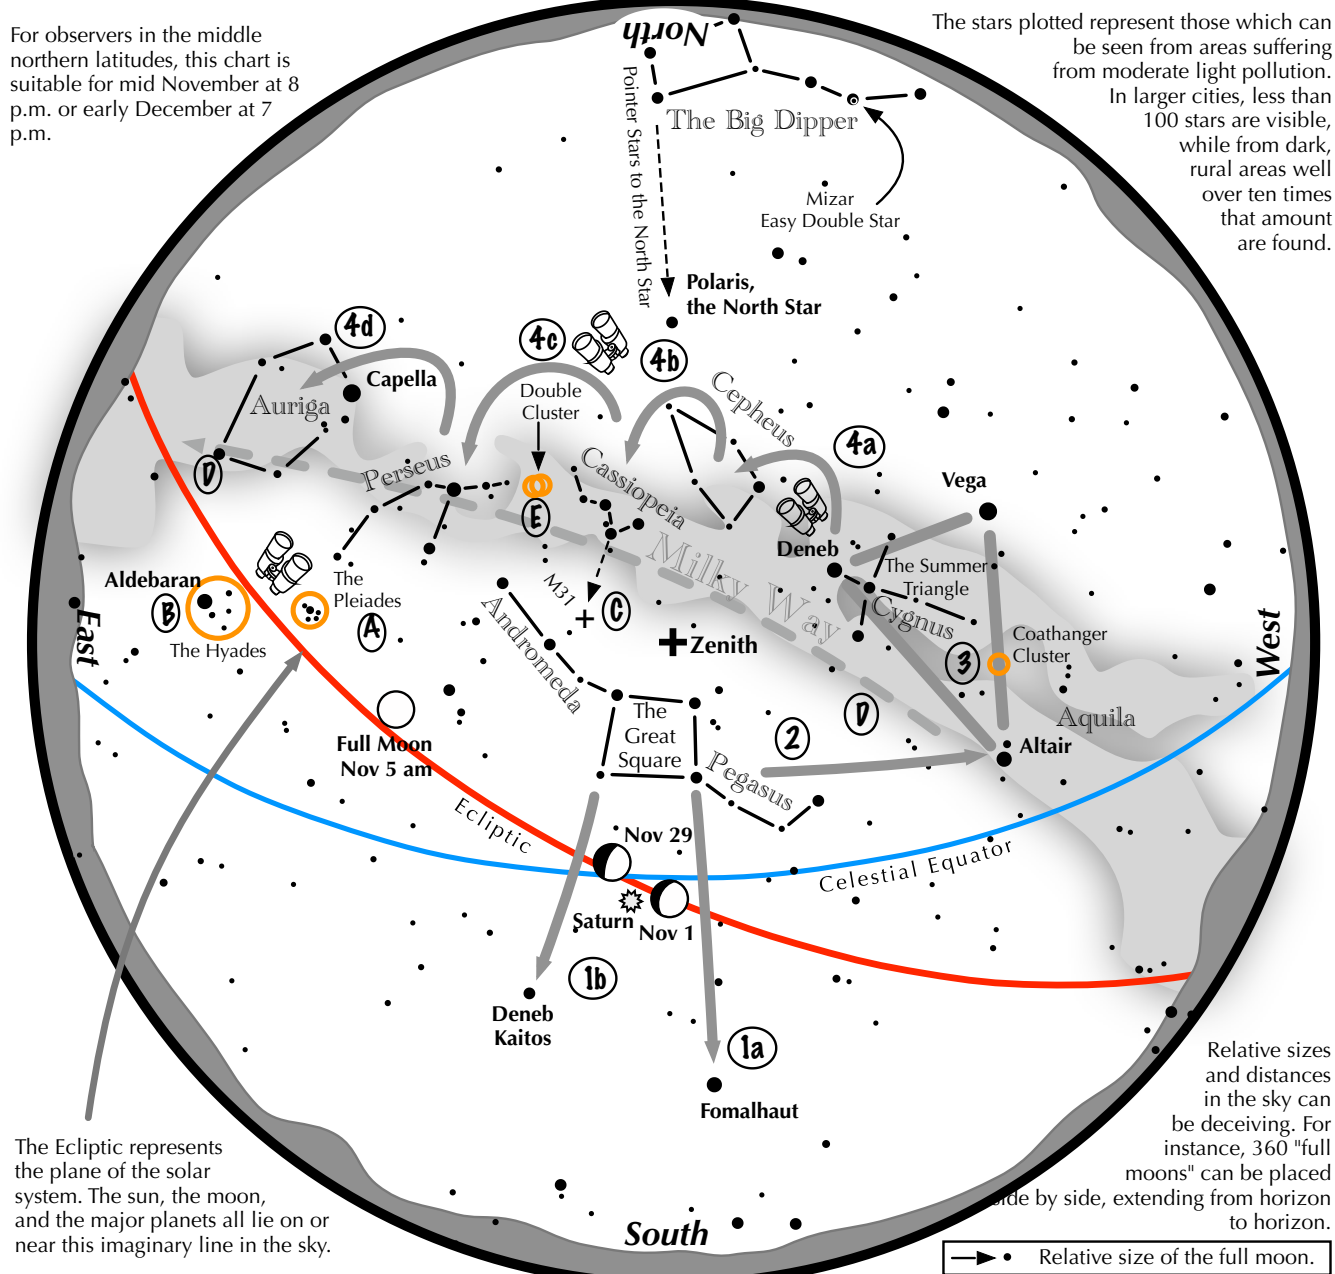 For observers in the middle
northern latitudes, this chart is
suitable for mid November at 8
p.m. or early December at 7
p.m.
The stars plotted represent those which can
be seen from areas suffering
from moderate light pollution.
In larger cities, less than
100 stars are visible,
while from dark,
rural areas well
over ten times
that amount
are found.
North
Pointer Stars to the North Star
The Big Dipper
Mizar
Easy Double Star
Polaris,
the North Star
4d
4c
4b
4a
Capella
Auriga
Double
Cluster
Cepheus
Cassiopeia
Perseus
Vega
D
E
Deneb
The Summer
Triangle
Cygnus
Milky Way
Aldebaran
B
The Hyades
The
Pleiades
A
M31
C
Zenith
Andromeda
East
West
3
Coathanger
Cluster
Aquila
Altair
D
2
The
Great
Square
Pegasus
Full Moon
Nov 5 am
Ecliptic
Nov 29
Celestial Equator
Saturn
Nov 1
1b
Deneb
Kaitos
1a
Fomalhaut
South
The Ecliptic represents
the plane of the solar
system. The sun, the moon,
and the major planets all lie on or
near this imaginary line in the sky.
Relative sizes
and distances
in the sky can
be deceiving. For
instance, 360 "full
moons" can be placed
side by side, extending from horizon
to horizon.
Relative size of the full moon.